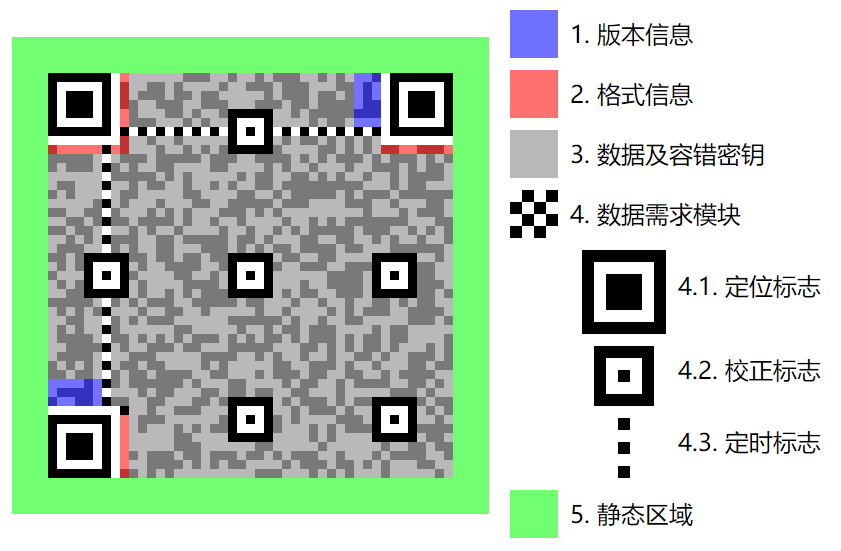 1. 版本信息
2. 格式信息
3. 数据及容错密钥
4. 数据需求模块
4.1. 定位标志
4.2. 校正标志
4.3. 定时标志
5. 静态区域